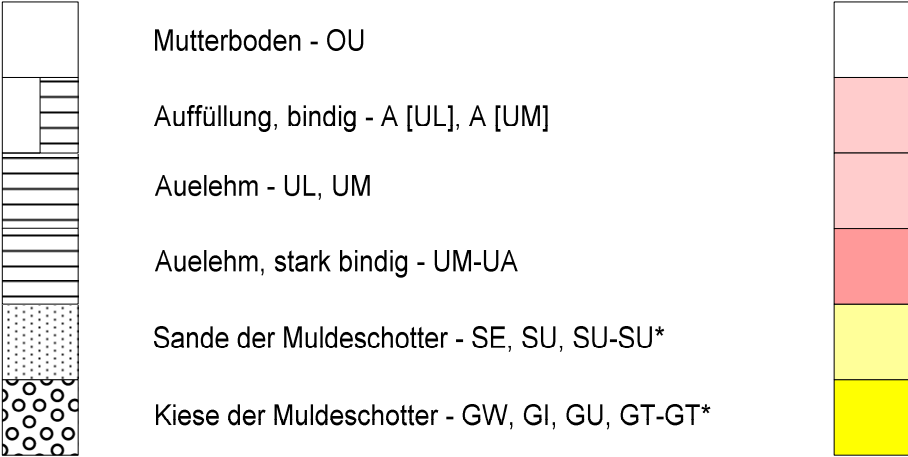 Mutterboden - OU
Auffüllung, bindig - A [UL], A [UM]
Auelehm - UL, UM
Auelehm, stark bindig - UM-UA
Sande der Muldeschotter - SE, SU, SU-SU*
Kiese der Muldeschotter - GW, GI, GU, GT-GT*